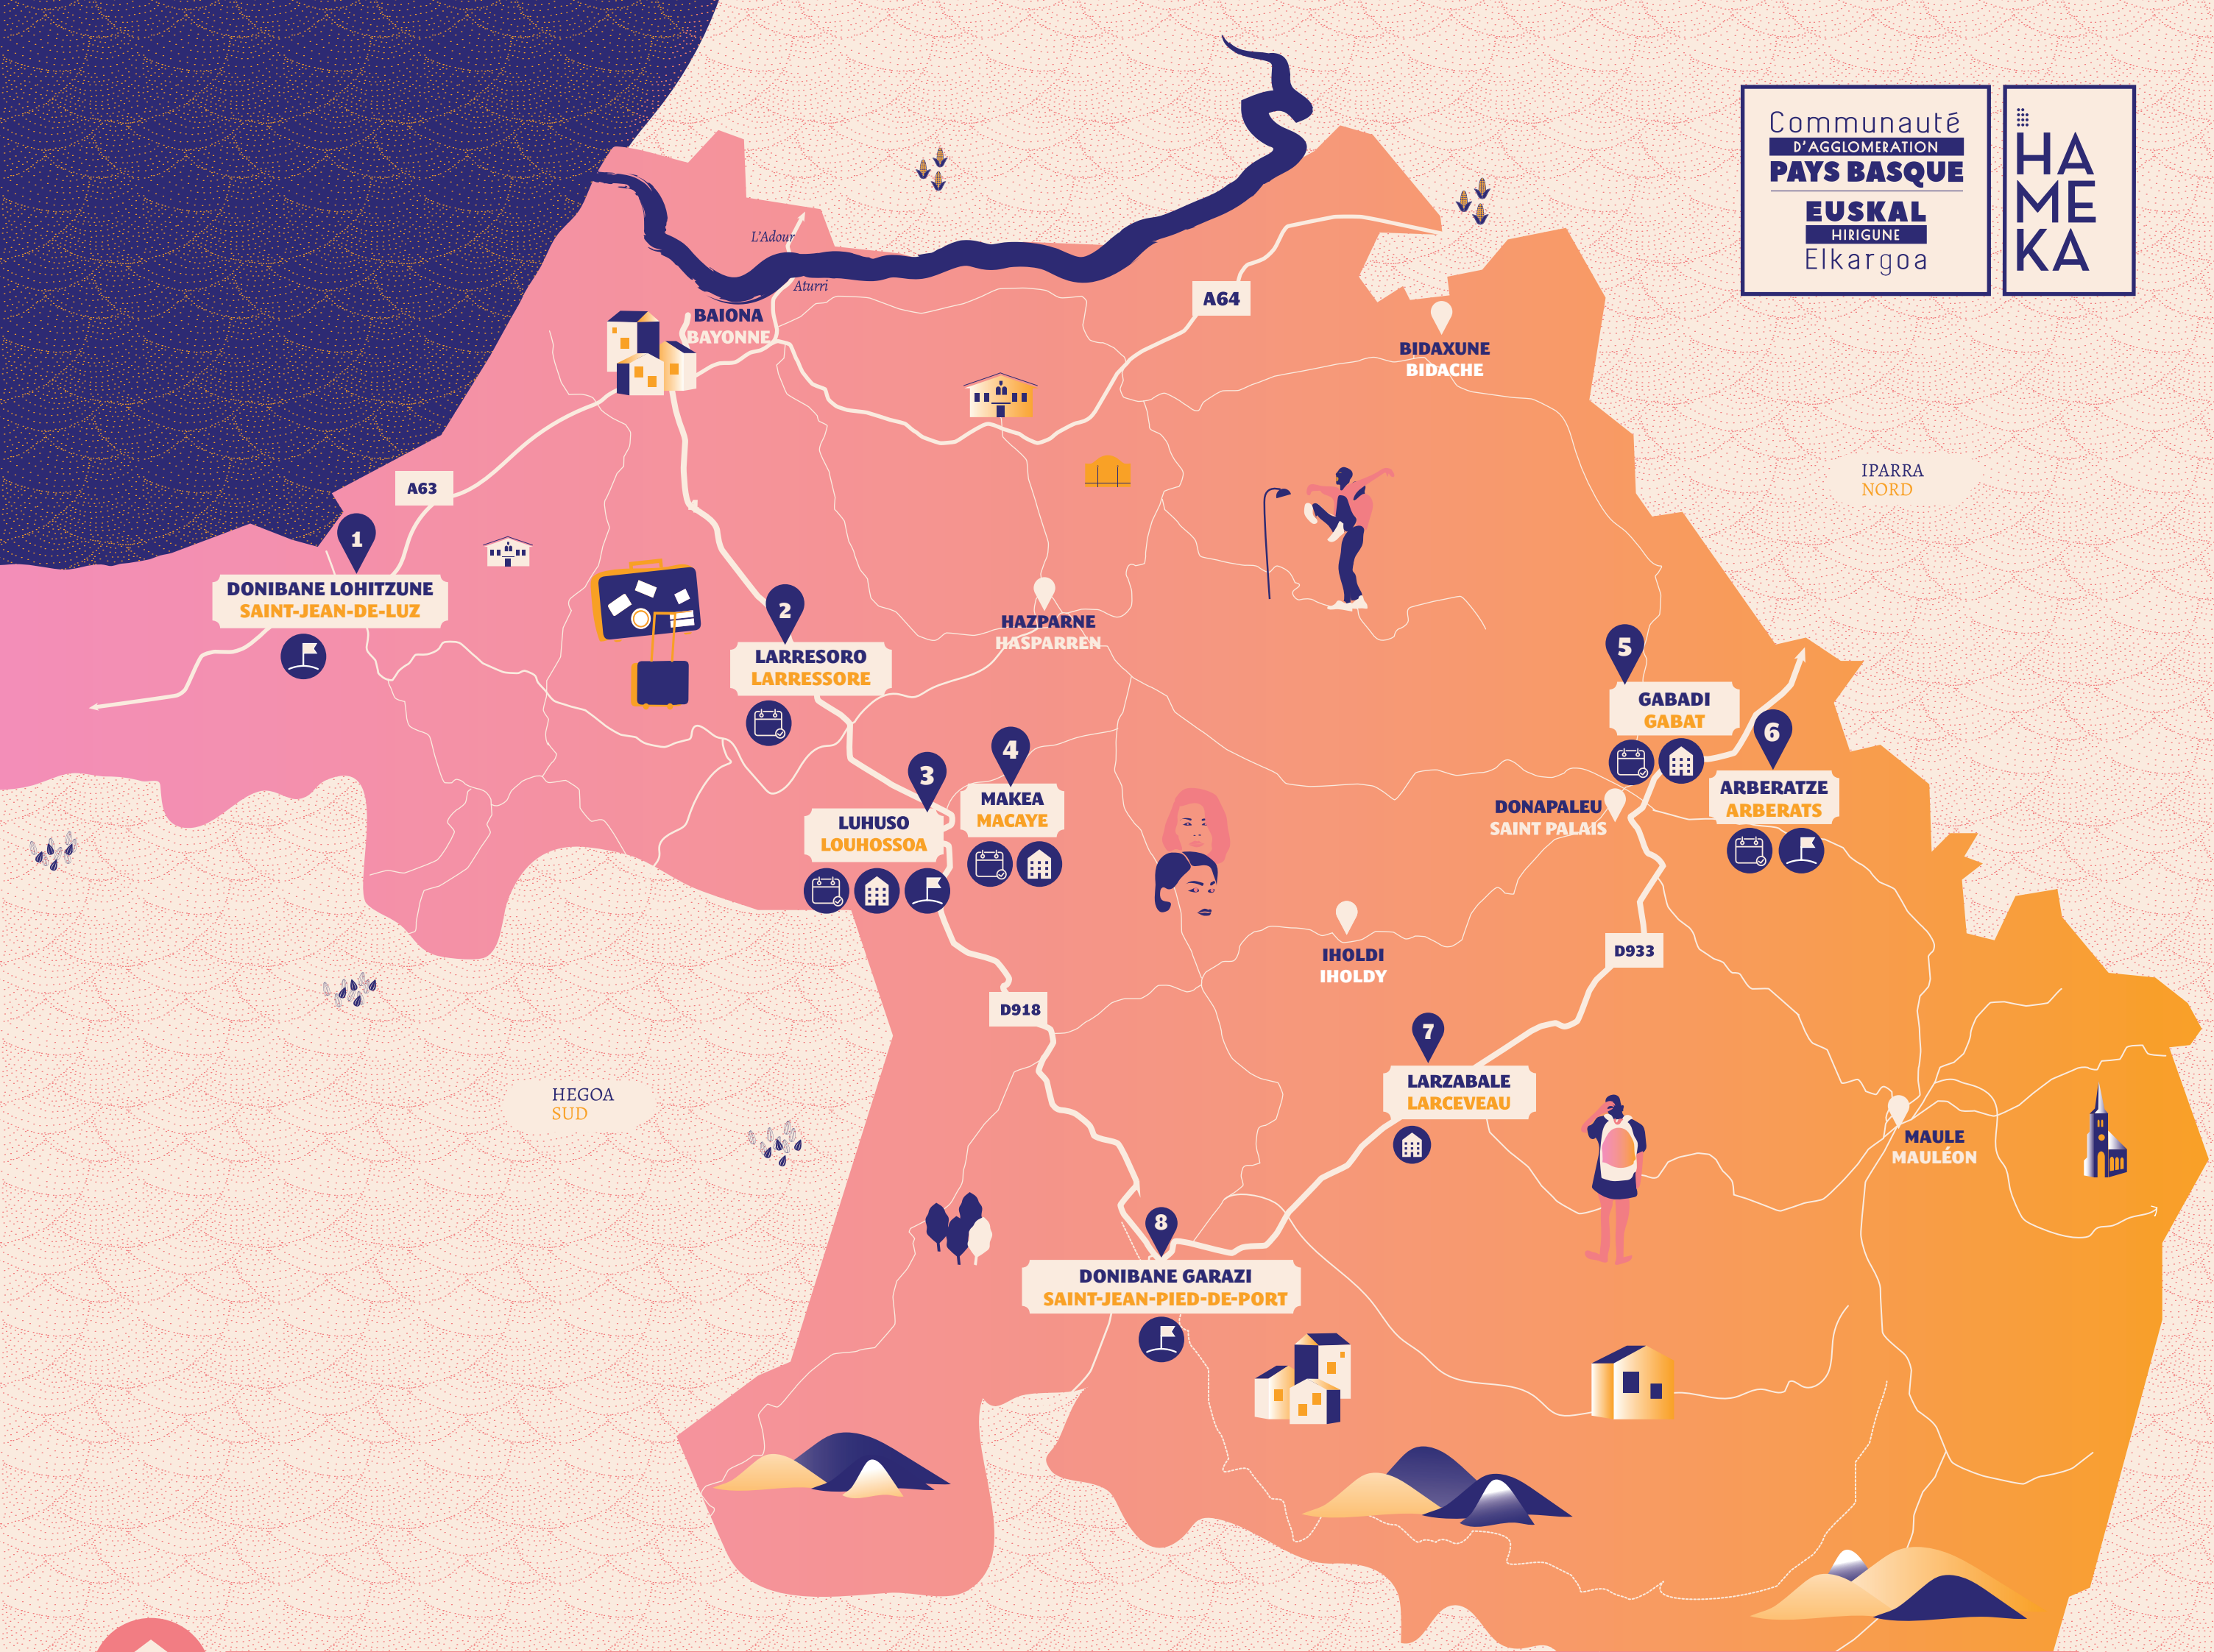 Communauté
D'AGGLOMERATION
PAYS BASQUE
EUSKAL
HIRIGUNE
Elkargoa
HA
ME
KA
L'Adour
Aturri
BAIONA
BAYONNE
A64
BIDAXUNE
BIDACHE
A63
IPARRA
NORD
1
DONIBANE LOHITZUNE
SAINT-JEAN-DE-LUZ
2
LARRESORO
LARRESSORE
HAZPARNE
HASPARREN
5
GABADI
GABAT
6
ARBERATZE
ARBERATS
3
LUHUSO
LOUHOSSOA
4
MAKEA
MACAYE
DONAPALEU
SAINT PALAIS
IHOLDI
IHOLDY
D933
D918
7
LARZABALE
LARCEVEAU
HEGOA
SUD
MAULE
MAULÉON
8
DONIBANE GARAZI
SAINT-JEAN-PIED-DE-PORT